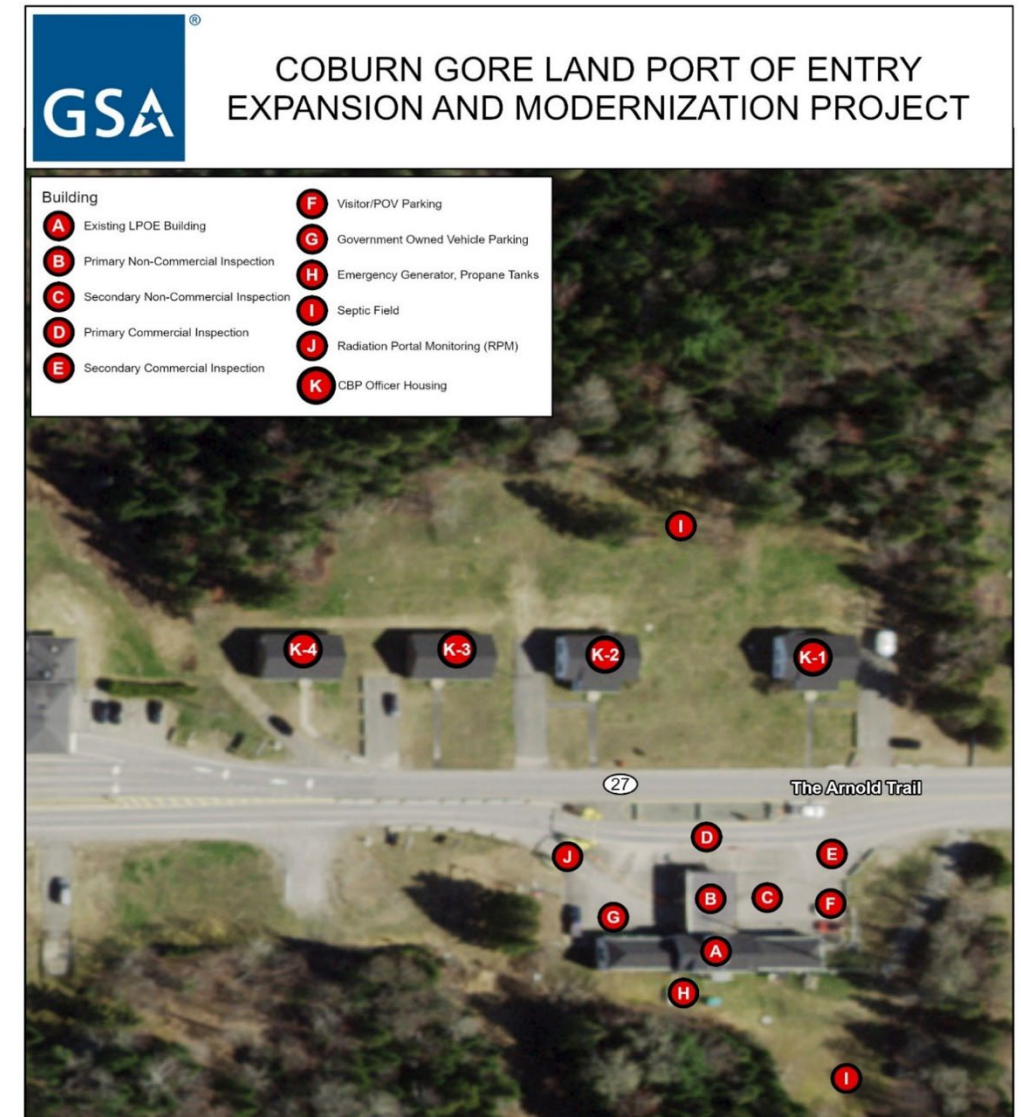 ®
GSA
COBURN GORE LAND PORT OF ENTRY
EXPANSION AND MODERNIZATION PROJECT
Building
A Existing LPOE Building
B Primary Non-Commercial Inspection
C Secondary Non-Commercial Inspection
D Primary Commercial Inspection
E Secondary Commercial Inspection
F Visitor/POV Parking
G Government Owned Vehicle Parking
H Emergency Generator, Propane Tanks
I Septic Field
J Radiation Portal Monitoring (RPM)
K CBP Officer Housing
I
K-4
K-3
K-2
K-1
27
The Arnold Trail
D
J
E
B
C
F
G
A
H
I